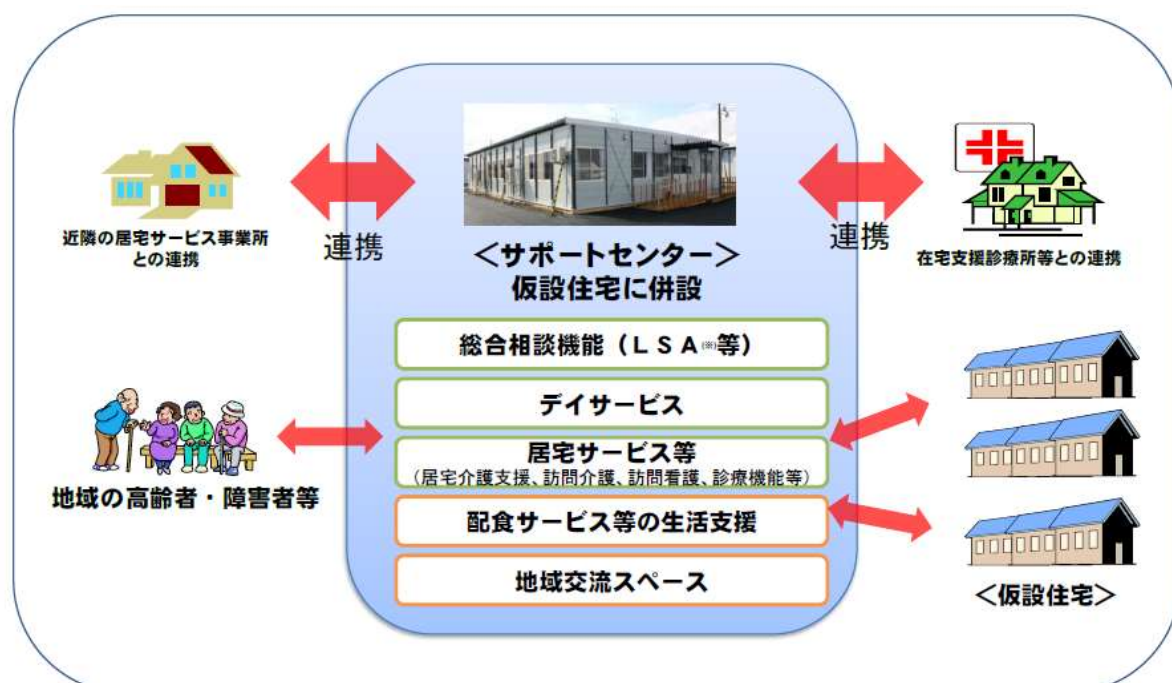 近隣の居宅サービス事業所
との連携
連携
<サポートセンター>
仮設住宅に併設
連携
在宅支援診療所等との連携
総合相談機能(LSA(※)等)
デイサービス
居宅サービス等
(居宅介護支援、訪問介護、訪問看護、診療機能等)
配食サービス等の生活支援
地域交流スペース
地域の高齢者・障害者等
<仮設住宅>